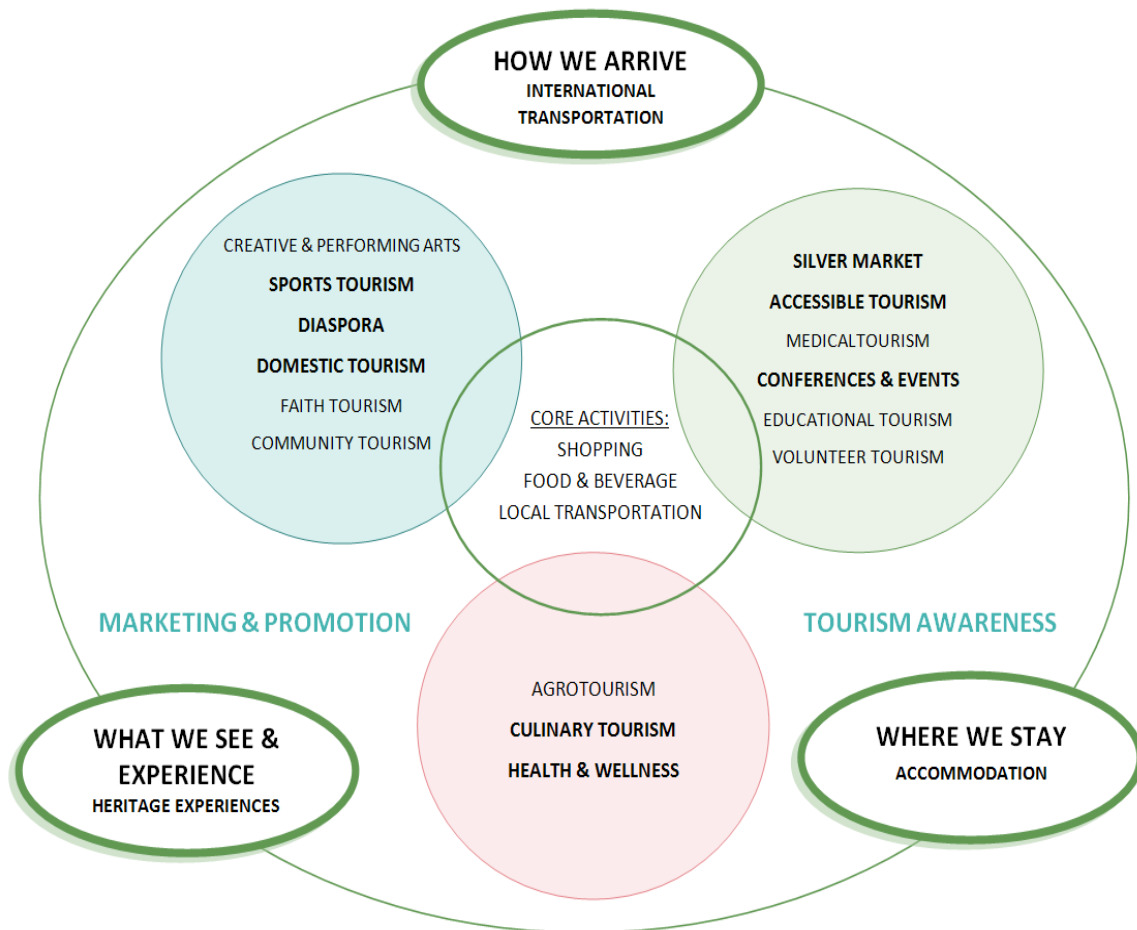 HOW WE ARRIVE
INTERNATIONAL
TRANSPORTATION
CREATIVE & PERFORMING ARTS
SPORTS TOURISM
DIASPORA
DOMESTIC TOURISM
FAITH TOURISM
COMMUNITY TOURISM
SILVER MARKET
ACCESSIBLE TOURISM
MEDICALTOURISM
CONFERENCES & EVENTS
EDUCATIONAL TOURISM
VOLUNTEER TOURISM
CORE ACTIVITIES:
SHOPPING
FOOD & BEVERAGE
LOCAL TRANSPORTATION
MARKETING & PROMOTION
TOURISM AWARENESS
AGROTOURISM
CULINARY TOURISM
HEALTH & WELLNESS
WHAT WE SEE &
EXPERIENCE
HERITAGE EXPERIENCES
WHERE WE STAY
ACCOMMODATION